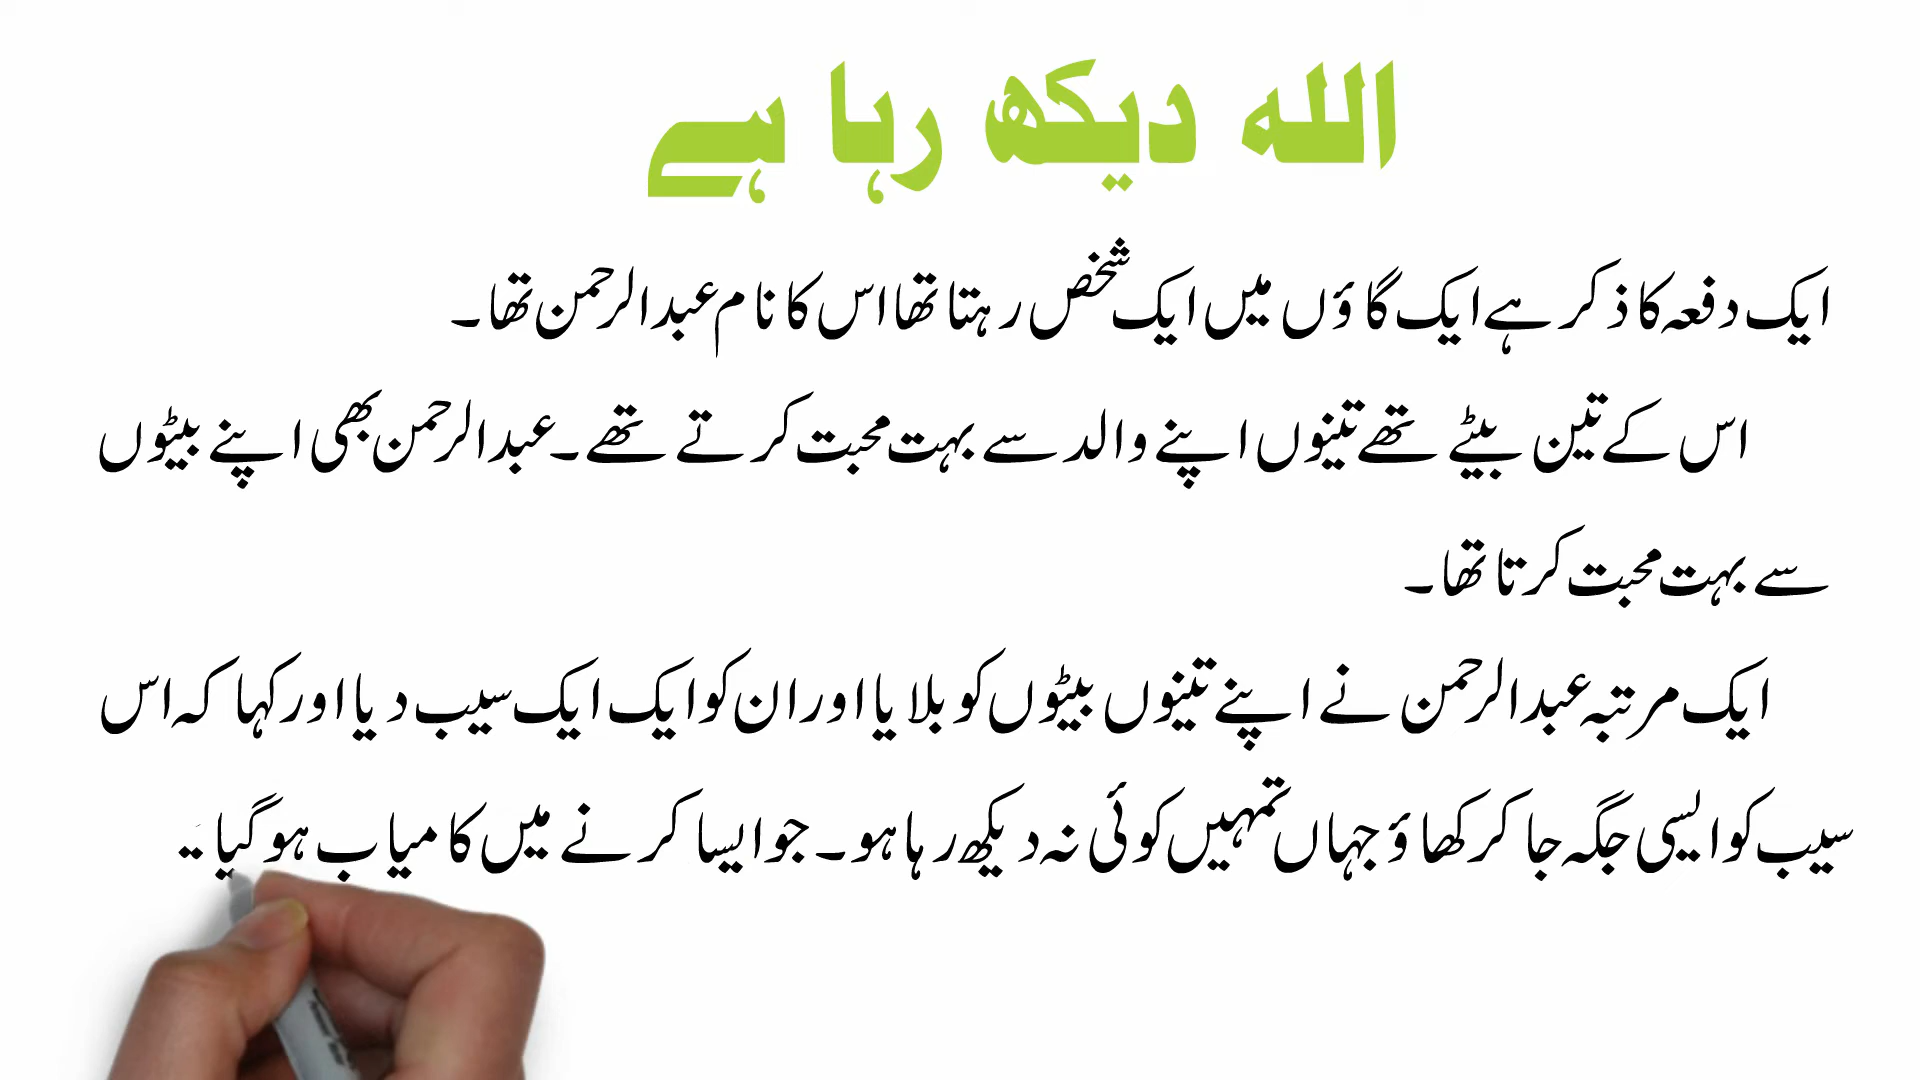 الله دیکھ رہا ہے
ایک دفعہ کا ذکر ہے ایک گاؤں میں ایک شخص رہتا تھا اس کا نام عبدالرحمن تھا۔
اس کے تین بیٹے تھے تینوں اپنے والد سے بہت محبت کرتے تھے۔ عبدالرحمن بھی اپنے بیٹوں
سے بہت محبت کرتا تھا۔
ایک مرتبہ عبدالرحمن نے اپنے تینوں بیٹوں کو بلایا اور ان کو ایک ایک سیب دیا اور کہا کہ اس
سیب کو ایسی جگہ جا کر کھاؤ جہاں تمہیں کوئی نہ دیکھ رہا ہو۔ جو ایسا کرنے میں کامیاب ہو گیا